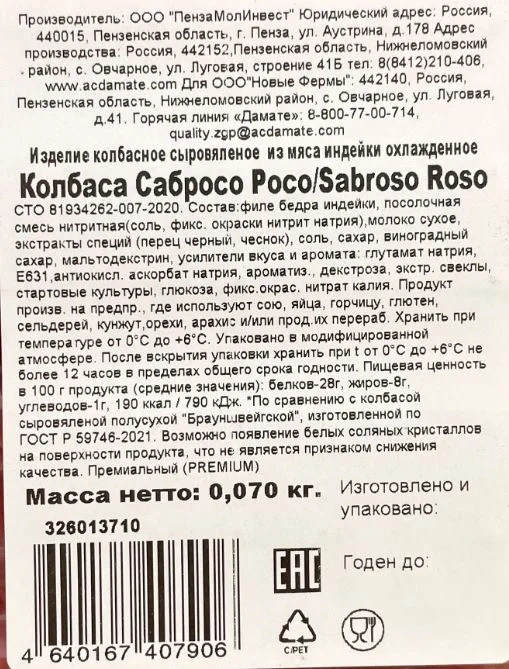 Производитель: ООО "ПензаМолИнвест" Юридический адрес: Россия,
440015, Пензенская область, г. Пенза, ул. Аустрина, д.178 Адрес
производства: Россия, 442152,Пензенская область, Нижнеломовский
район, с. Овчарное, ул. Луговая, строение 41Б тел: 8(8412)210-406,
www.acdamate.com Для ООО"Новые Фермы": 442140, Россия,
Пензенская область, Нижнеломовский район, с. Овчарное, ул. Луговая,
д.41. Горячая линия «Дамате»: 8-800-77-00-714,
quality.zgp@acdamate.com
Изделие колбасное сыровяленое из мяса индейки охлажденное
Колбаса Сабросо Росо/Sabroso Roso
СТО 81934262-007-2020. Состав:филе бедра индейки, посолочная
смесь нитритная(соль, фикс. окраски нитрит натрия),молоко сухое,
экстракты специй (перец черный, чеснок), соль, сахар, виноградный
сахар, мальтодекстрин, усилители вкуса и аромата: глутамат натрия,
Е631,антиокисл. аскорбат натрия, ароматиз., декстроза, экстр. свеклы,
стартовые культуры, глюкоза, фикс.окрас. нитрат калия. Продукт
произв. на предпр., где используют сою, яйца, горчицу, глютен,
сельдерей, кунжут,орехи, арахис и/или прод.их перераб. Хранить при
температуре от 0°С до +6°С. Упаковано в модифицированной
атмосфере. После вскрытия упаковки хранить при t от 0°С до +6°С не
более 12 часов в пределах общего срока годности. Пищевая ценность
в 100 г продукта (средние значения): белков-28г, жиров-8г,
углеводов-1г, 190 ккал / 790 кДж. *По сравнению с колбасой
сыровяленой полусухой "Брауншвейгской", изготовленной по
ГОСТ Р 59746-2021. Возможно появление белых соляных кристаллов
на поверхности продукта, что не является признаком снижения
качества. Премиальный (PREMIUM)
Масса нетто: 0,070 кг.
Изготовлено и
упаковано:
326013710
EAC
Годен до:
C/PET
4 640167 407906